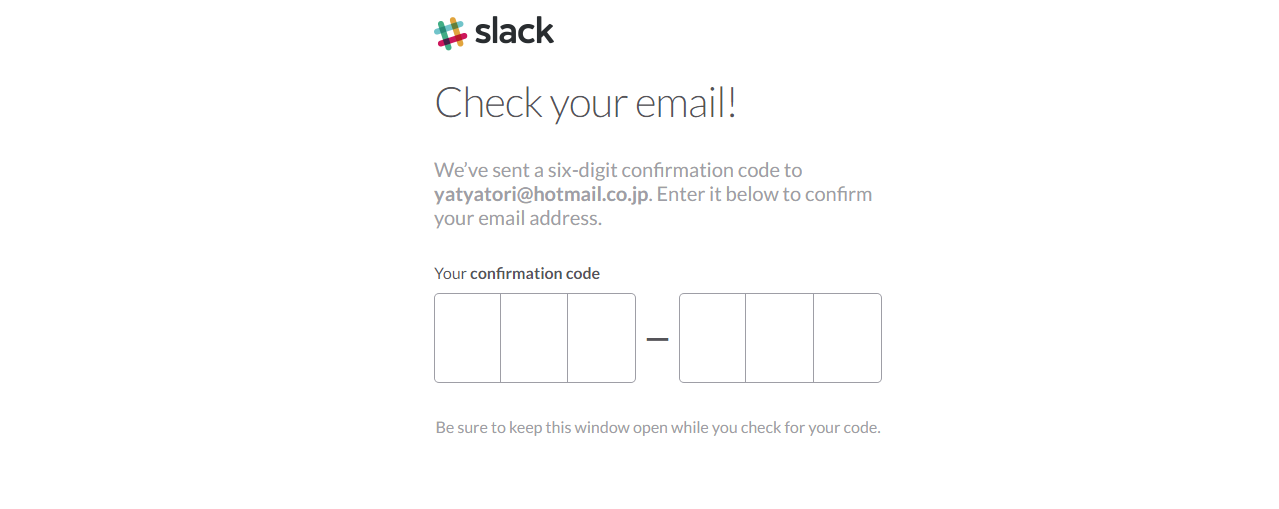 slack
Check your email!
We’ve sent a six-digit confirmation code to
yatyatori@hotmail.co.jp. Enter it below to confirm
your email address.
Your confirmation code
—
Be sure to keep this window open while you check for your code.